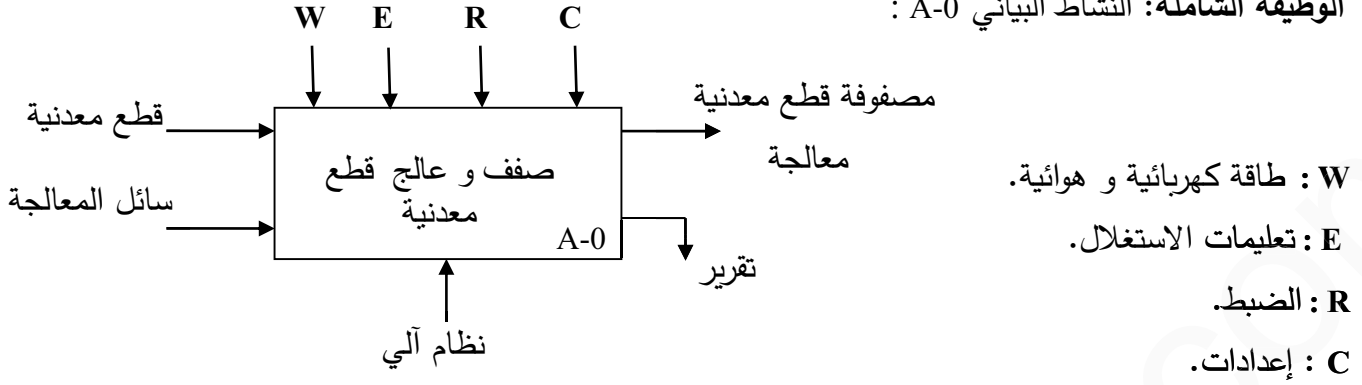 الوظيفة الشاملة: النشاط البياني A-0 :
W E R C
قطع معدنية
سائل المعالجة
صفف و عالج قطع
معدنية
A-0
مصفوفة قطع معدنية
معالجة
تقرير
نظام آلي
W : طاقة كهربائية و هوائية.
E : تعليمات الاستغلال.
R : الضبط.
C : إعدادات.